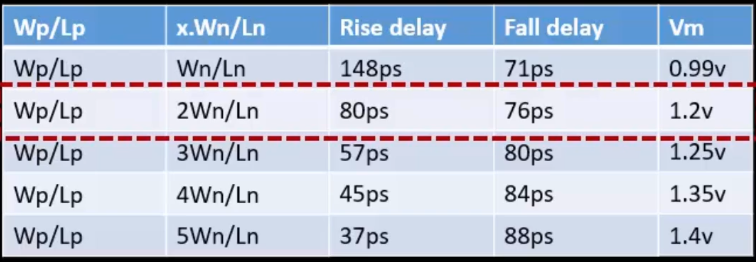 Wp/Lp x.Wn/Ln Rise delay Fall delay Vm
Wp/Lp Wn/Ln 148ps 71ps 0.99v
Wp/Lp 2Wn/Ln 80ps 76ps 1.2v
Wp/Lp 3Wn/Ln 57ps 80ps 1.25v
Wp/Lp 4Wn/Ln 45ps 84ps 1.35v
Wp/Lp 5Wn/Ln 37ps 88ps 1.4v